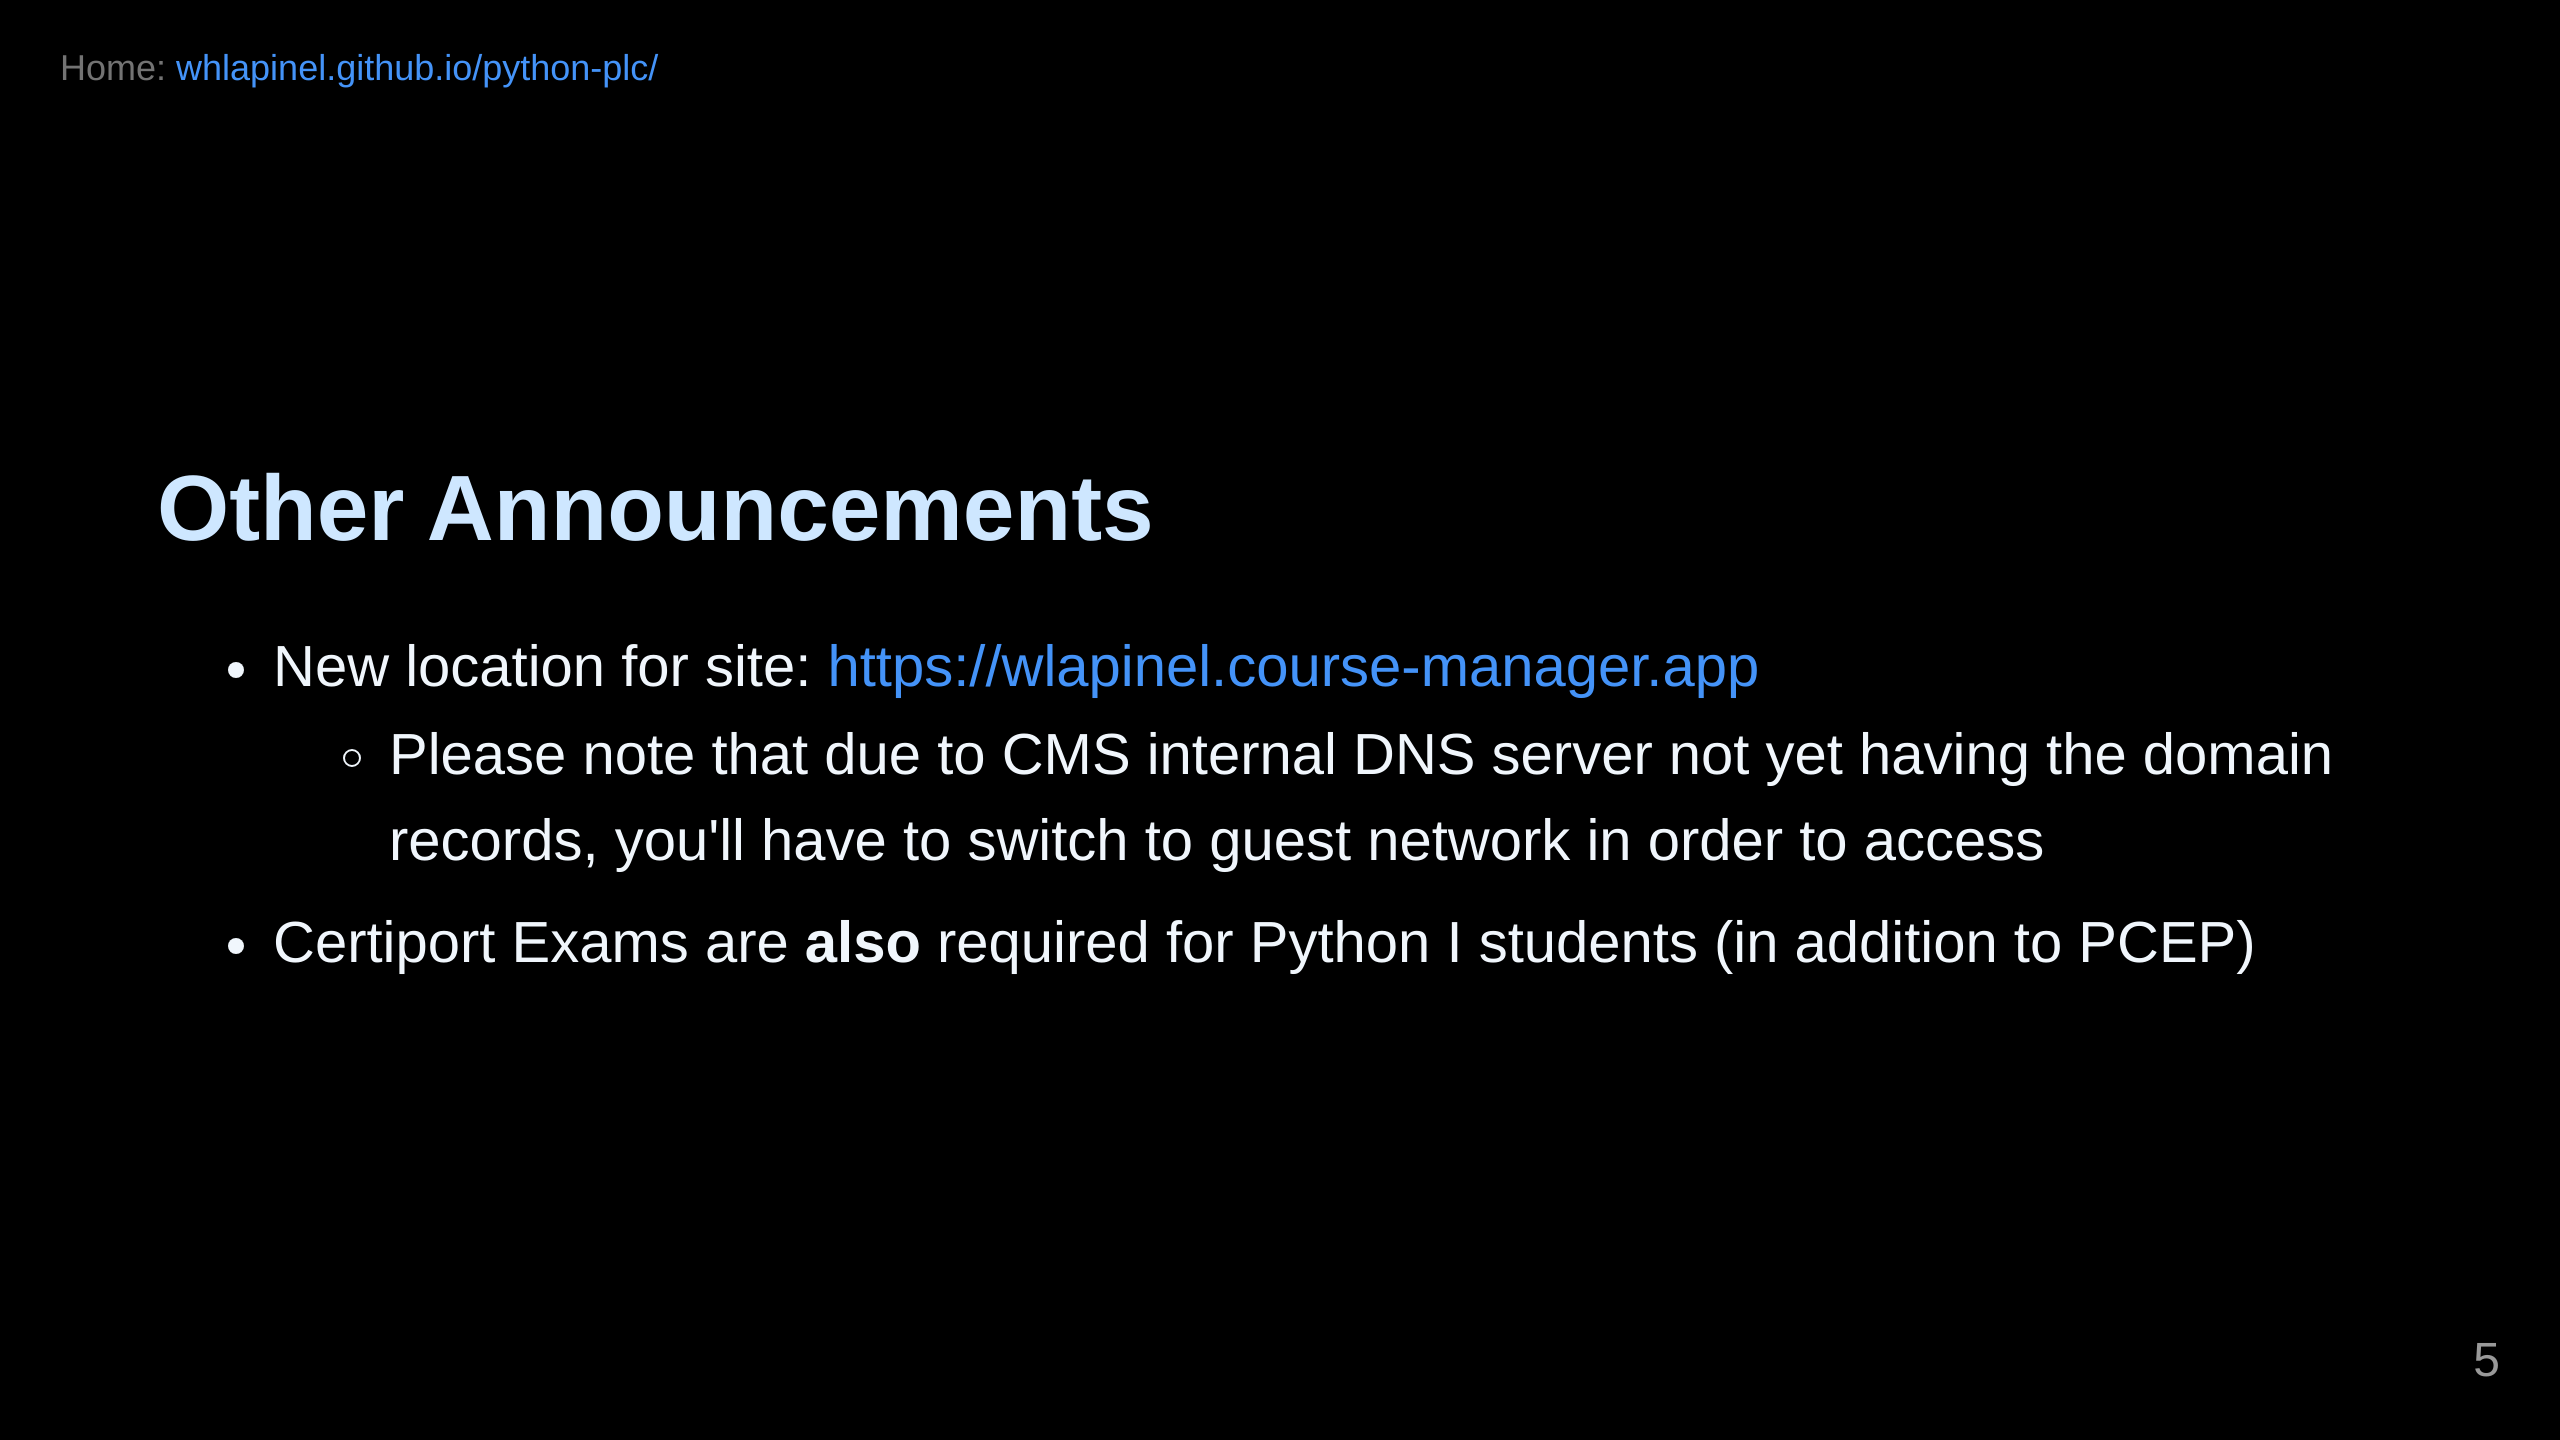 Home: whlapinel.github.io/python-plc/
Other Announcements
New location for site: https://wlapinel.course-manager.app
Please note that due to CMS internal DNS server not yet having the domain
records, you'll have to switch to guest network in order to access
Certiport Exams are also required for Python I students (in addition to PCEP)
5